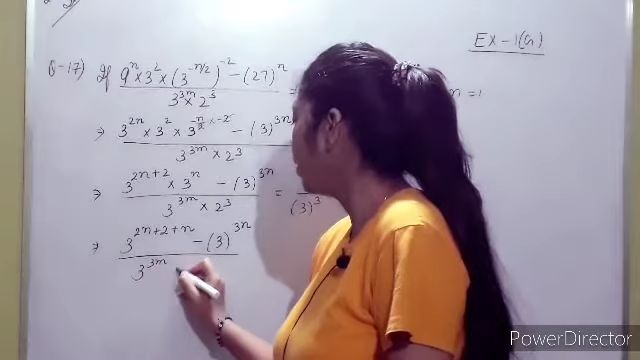 EX-1(G)
Q-17) If 9^n × 3^2 × (3^{-n/2})^{-2} - (27)^n / 3^{3m} × 2^3 = n = 1
⇒ 3^{2n} × 3^2 × 3^{-n/2 × -2} - (3)^{3n} / 3^{3m} × 2^3
⇒ 3^{2n+2} × 3^n - (3)^{3n} / 3^{3m} × 2^3 = (3)^3
⇒ 3^{2n+2+n} - (3)^{3n} / 3^{3m}
PowerDirector